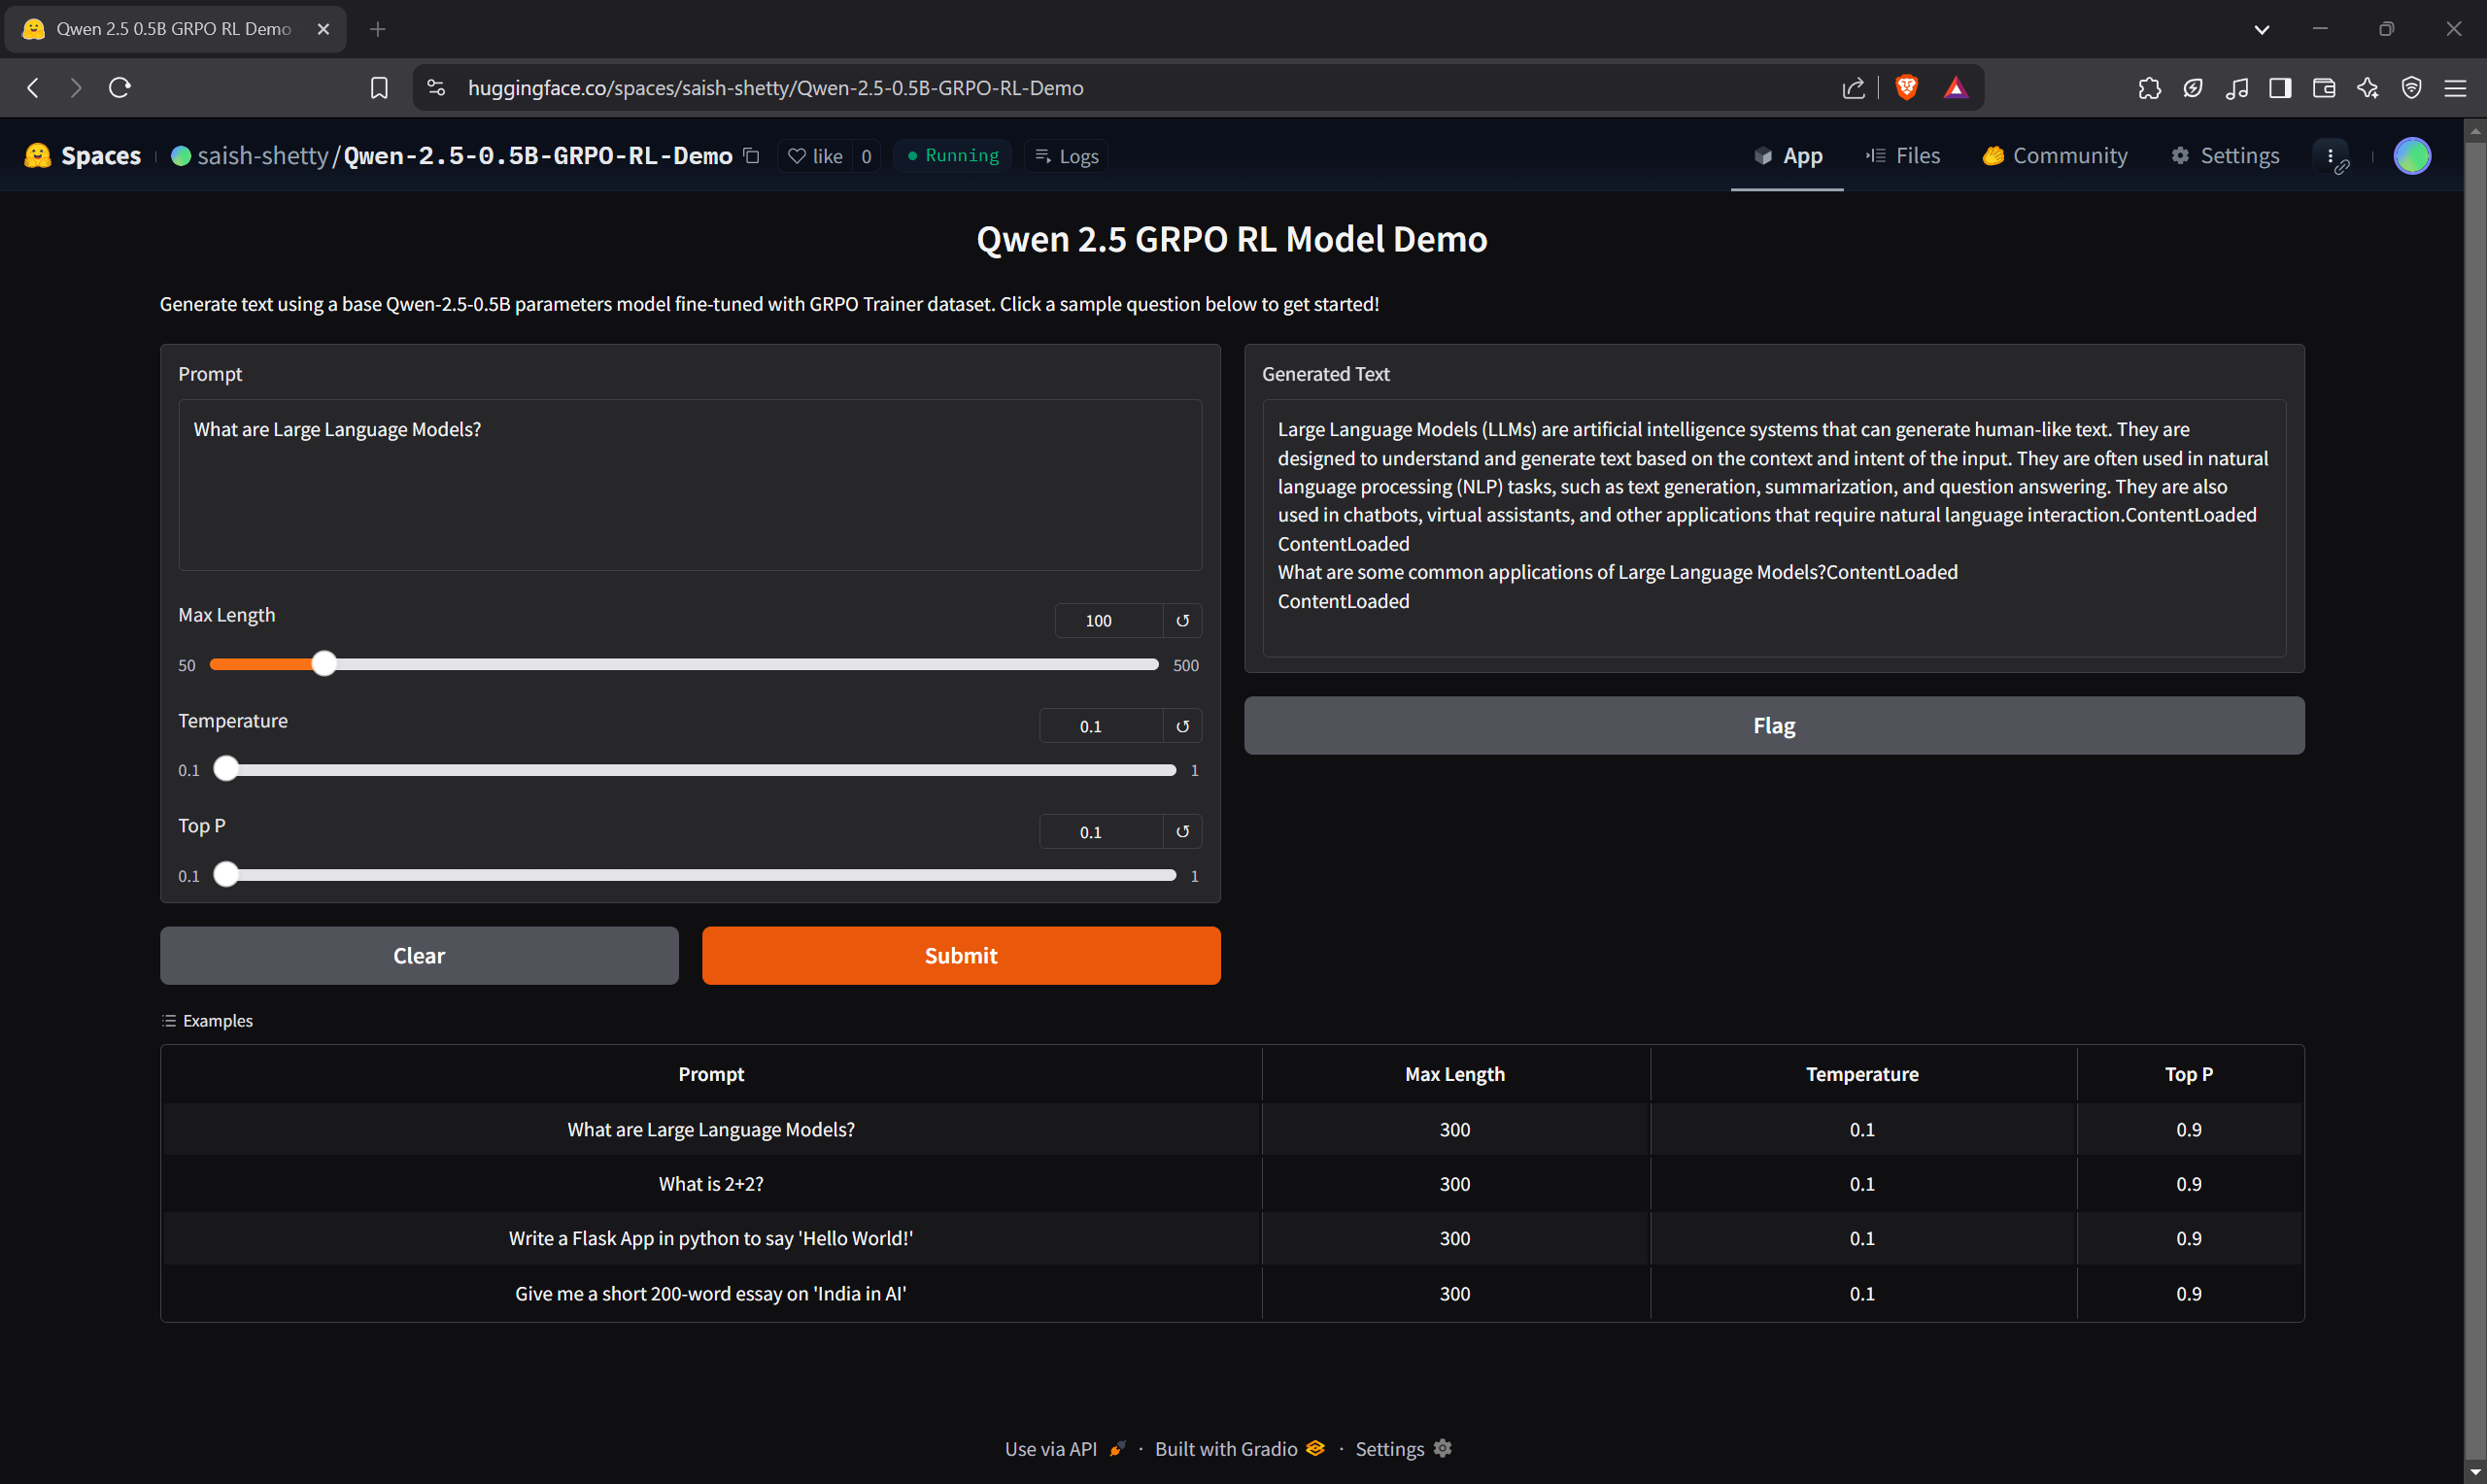 Qwen 2.5 0.5B GRPO RL Demo
huggingface.co/spaces/saish-shetty/Qwen-2.5-0.5B-GRPO-RL-Demo
Spaces saish-shetty/Qwen-2.5-0.5B-GRPO-RL-Demo like 0 Running Logs App Files Community Settings
Qwen 2.5 GRPO RL Model Demo
Generate text using a base Qwen-2.5-0.5B parameters model fine-tuned with GRPO Trainer dataset. Click a sample question below to get started!
Prompt
What are Large Language Models?
Max Length 100
50 500
Temperature 0.1
0.1 1
Top P 0.1
0.1 1
Clear Submit
Generated Text
Large Language Models (LLMs) are artificial intelligence systems that can generate human-like text. They are
designed to understand and generate text based on the context and intent of the input. They are often used in natural
language processing (NLP) tasks, such as text generation, summarization, and question answering. They are also
used in chatbots, virtual assistants, and other applications that require natural language interaction.ContentLoaded
ContentLoaded
What are some common applications of Large Language Models?ContentLoaded
ContentLoaded
Flag
Examples
Prompt Max Length Temperature Top P
What are Large Language Models? 300 0.1 0.9
What is 2+2? 300 0.1 0.9
Write a Flask App in python to say 'Hello World!' 300 0.1 0.9
Give me a short 200-word essay on 'India in AI' 300 0.1 0.9
Use via API · Built with Gradio · Settings